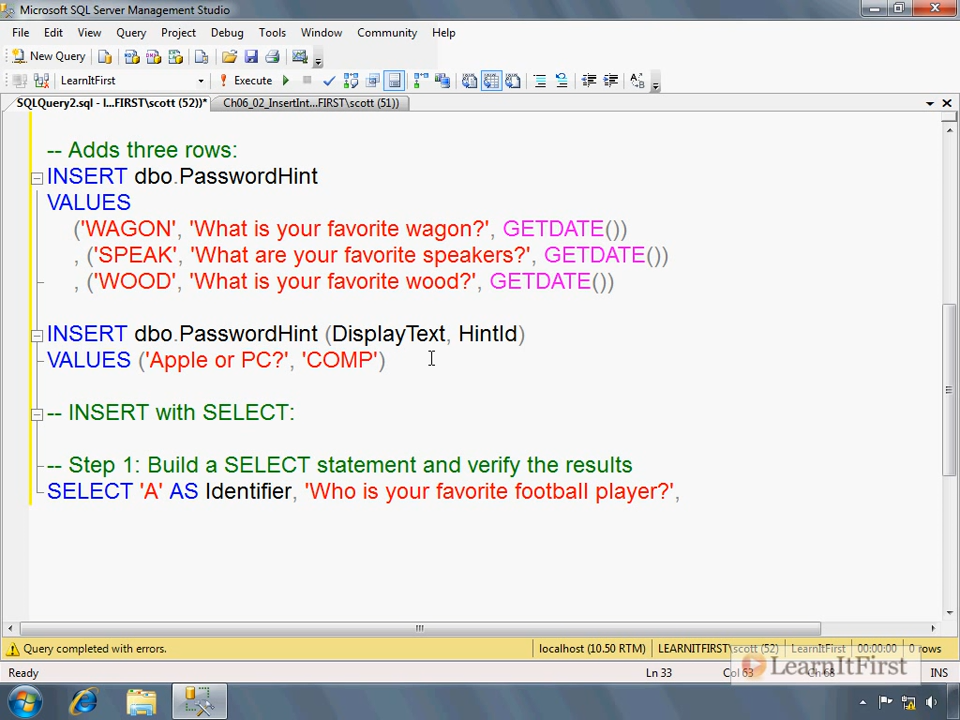 Microsoft SQL Server Management Studio
File Edit View Query Project Debug Tools Window Community Help
New Query
LearnItFirst Execute
SQLQuery2.sql - l...FIRST\scott (52))* Ch06_02_InsertInt...FIRST\scott (51))
-- Adds three rows:
INSERT dbo.PasswordHint
VALUES
('WAGON', 'What is your favorite wagon?', GETDATE())
, ('SPEAK', 'What are your favorite speakers?', GETDATE())
, ('WOOD', 'What is your favorite wood?', GETDATE())
INSERT dbo.PasswordHint (DisplayText, HintId)
VALUES ('Apple or PC?', 'COMP')
-- INSERT with SELECT:
-- Step 1: Build a SELECT statement and verify the results
SELECT 'A' AS Identifier, 'Who is your favorite football player?',
Query completed with errors. localhost (10.50 RTM) LEARNITFIRST\scott (52) LearnItFirst 00:00:00 0 rows
Ready Ln 33 Col 63 Ch 68 INS
LearnItFirst